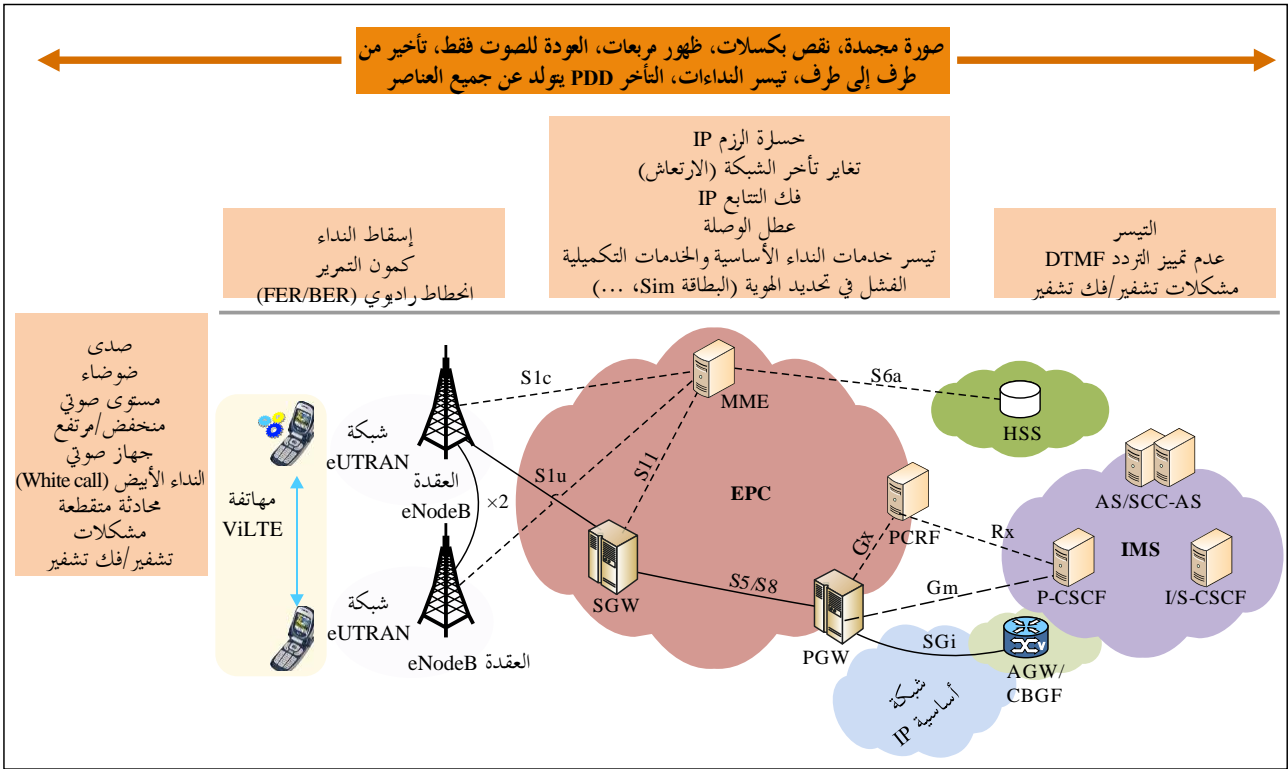 صورة مجمدة، نقص بكسلات، ظهور مربعات، العودة للصوت فقط، تأخير من
طرف إلى طرف، تيسر النداءات، التأخر PDD يتولد عن جميع العناصر
خسارة الرزم IP
تغاير تأخر الشبكة (الارتعاش)
فك التتابع IP
عطل الوصلة
تيسر خدمات النداء الأساسية والخدمات التكميلية
الفشل في تحديد الهوية (البطاقة Sim، ...)
إسقاط النداء
كمون التمرير
انحطاط راديوي (FER/BER)
التيسر
عدم تمييز التردد DTMF
مشكلات تشفير/فك تشفير
صدى
ضوضاء
مستوى صوتي
منخفض/مرتفع
جهاز صوتي
النداء الأبيض (White call)
محادثة متقطعة
مشكلات
تشفير/فك تشفير
مهاتفة
ViLTE
شبكة
eUTRAN
العقدة
eNodeB
×2
شبكة
eUTRAN
العقدة eNodeB
S1c
S1u
S11
MME
S6a
HSS
EPC
SGW
S5/S8
Gx
PCRF
Rx
Gm
PGW
SGi
AS/SCC-AS
IMS
P-CSCF
I/S-CSCF
AGW/
CBGF
شبكة
أساسية IP